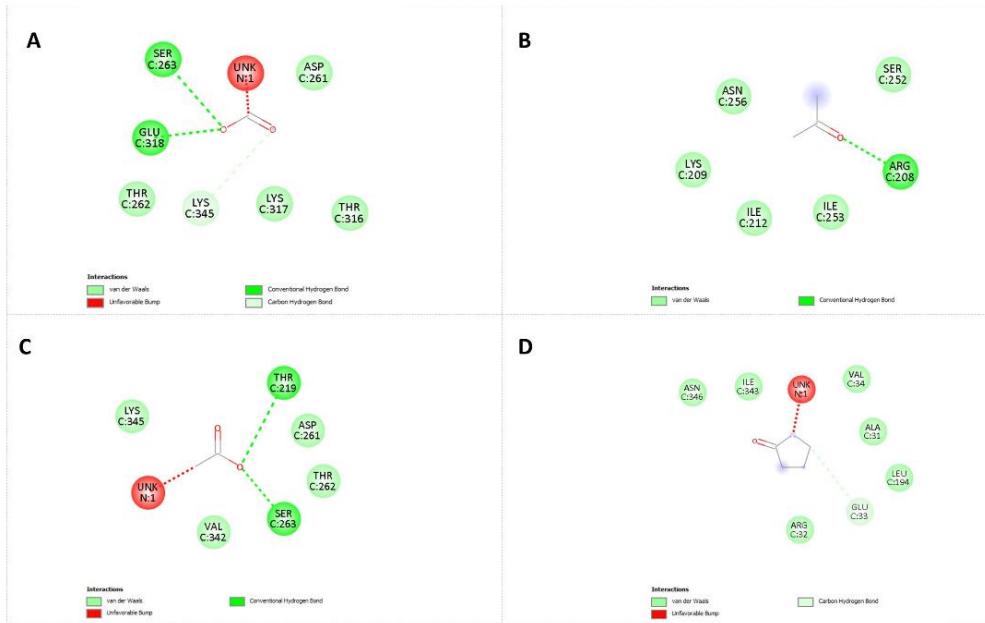 A
SER
C:263
UNK
N:1
ASP
C:261
GLU
C:318
THR
C:262
LYS
C:345
LYS
C:317
THR
C:316
Interactions
van der Waals
Unfavorable Bump
Conventional Hydrogen Bond
Carbon Hydrogen Bond
B
SER
C:252
ASN
C:256
O
LYS
C:209
ARG
C:208
ILE
C:212
ILE
C:253
Interactions
van der Waals
Conventional Hydrogen Bond
C
THR
C:219
LYS
C:345
ASP
C:261
THR
C:262
UNK
N:1
VAL
C:342
SER
C:263
Interactions
van der Waals
Unfavorable Bump
Conventional Hydrogen Bond
D
ASN
C:346
ILE
C:343
UNK
N:1
VAL
C:34
ALA
C:31
LEU
C:194
GLU
C:33
ARG
C:32
Interactions
van der Waals
Unfavorable Bump
Carbon Hydrogen Bond